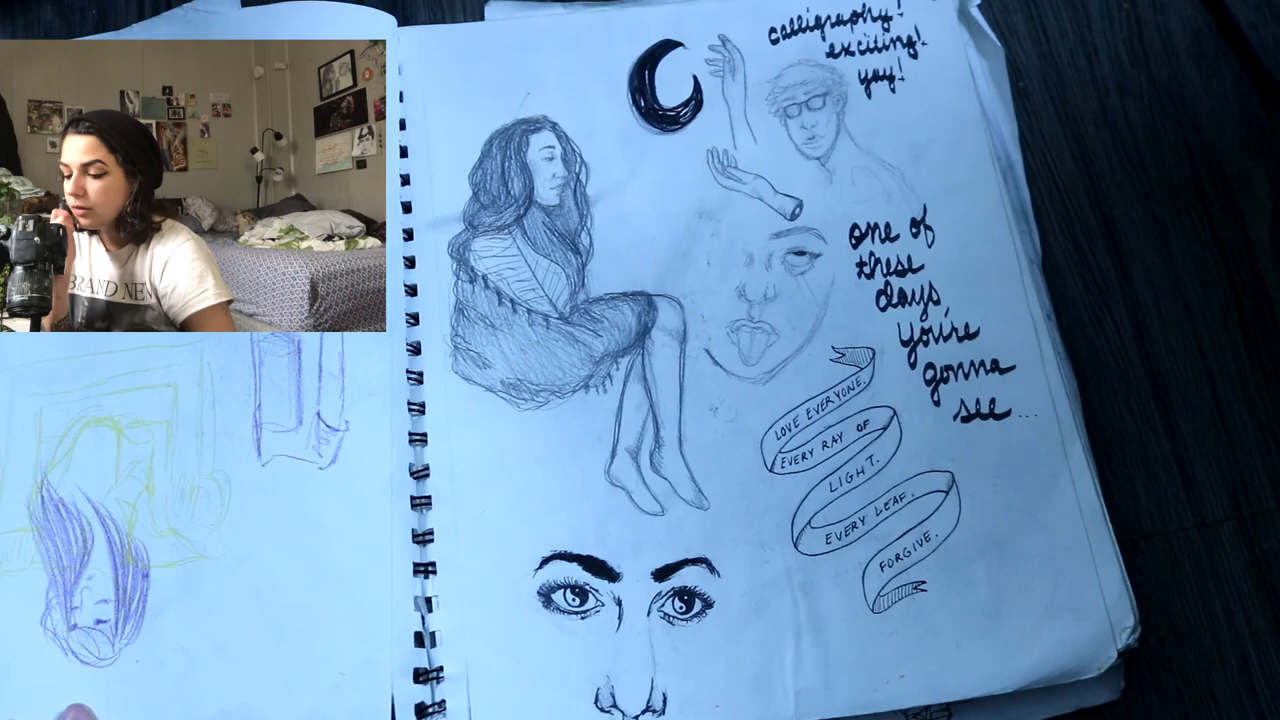 calligraphy!
exciting!
yay!
BRAND NEW
one of
these
days
you're
gonna
see...
LOVE EVERYONE.
EVERY RAY OF
LIGHT.
EVERY LEAF.
FORGIVE.